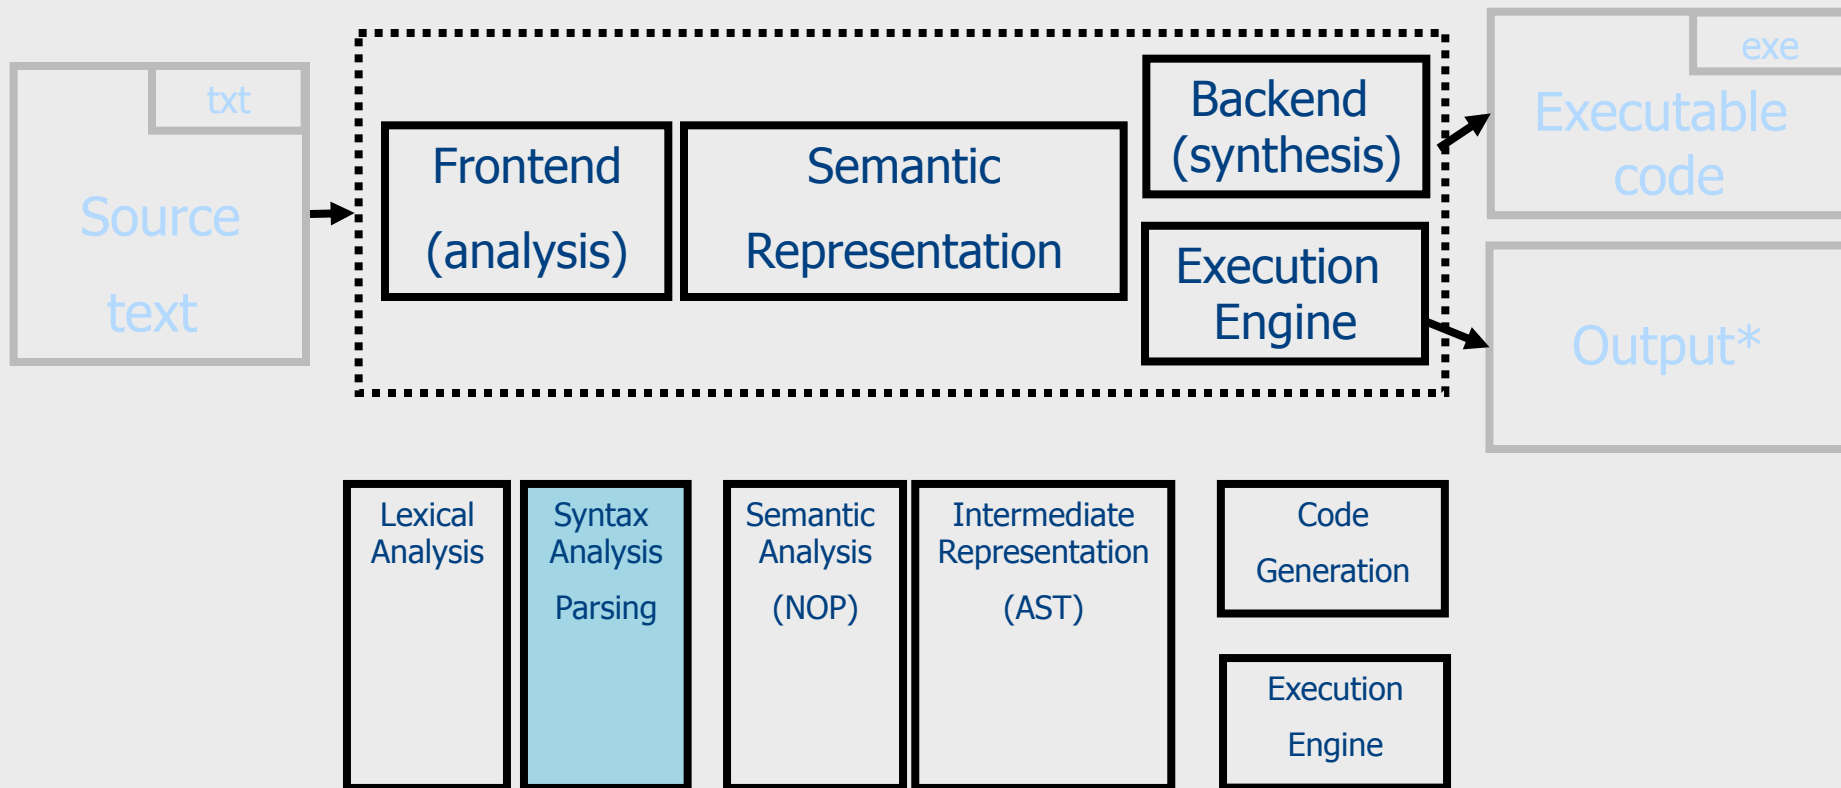 txt
Source
text
Frontend
(analysis)
Semantic
Representation
Backend
(synthesis)
Execution
Engine
exe
Executable
code
Output*
Lexical
Analysis
Syntax
Analysis
Parsing
Semantic
Analysis
(NOP)
Intermediate
Representation
(AST)
Code
Generation
Execution
Engine